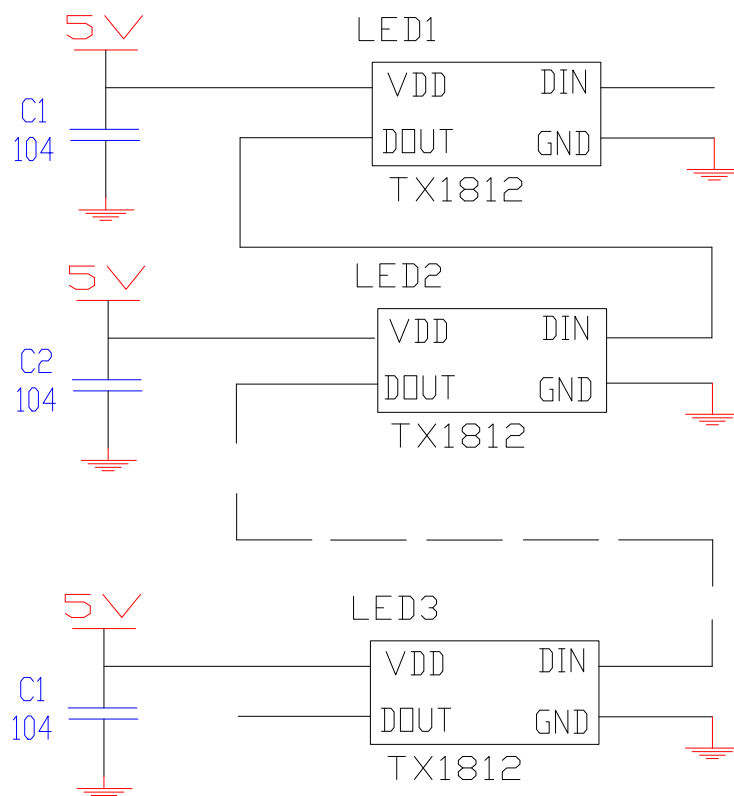 5V
LED1
VDD
DIN
C1
104
DOUT
GND
TX1812
5V
LED2
VDD
DIN
C2
104
DOUT
GND
TX1812
5V
LED3
VDD
DIN
C1
104
DOUT
GND
TX1812